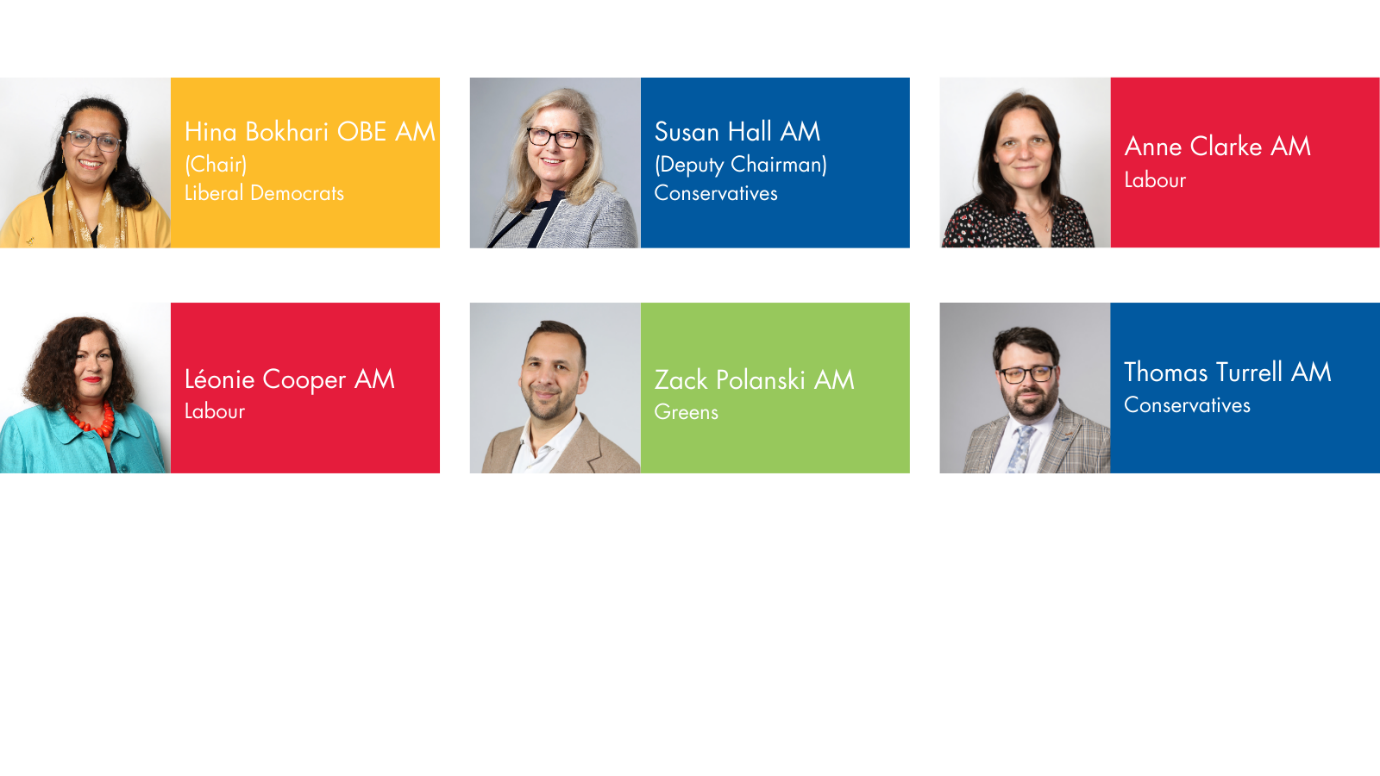 Hina Bokhari OBE AM
(Chair)
Liberal Democrats
Susan Hall AM
(Deputy Chairman)
Conservatives
Anne Clarke AM
Labour
Léonie Cooper AM
Labour
Zack Polanski AM
Greens
Thomas Turrell AM
Conservatives